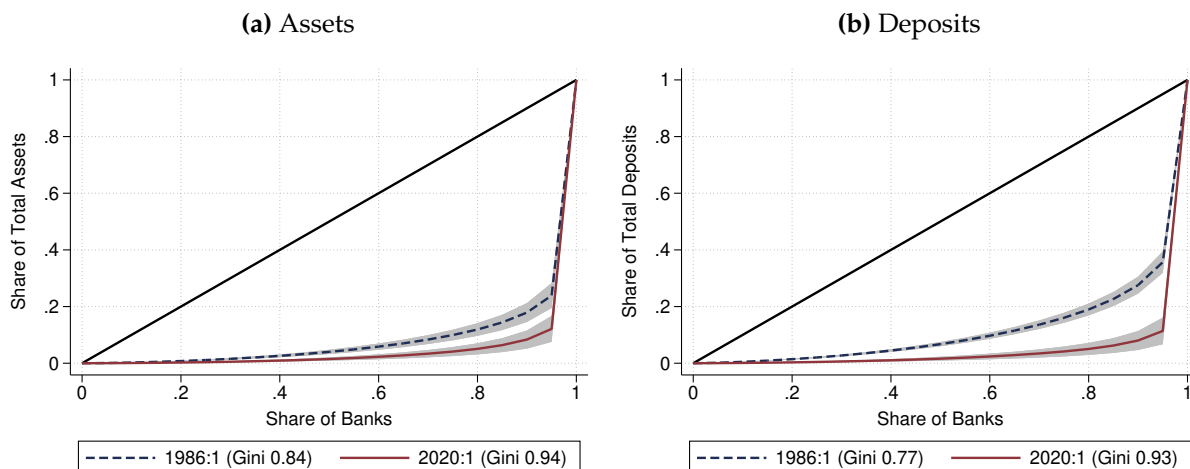 (a) Assets
1
.8
.6
.4
.2
0
Share of Total Assets
0 .2 .4 .6 .8 1
Share of Banks
1986:1 (Gini 0.84) 2020:1 (Gini 0.94)
(b) Deposits
1
.8
.6
.4
.2
0
Share of Total Deposits
0 .2 .4 .6 .8 1
Share of Banks
1986:1 (Gini 0.77) 2020:1 (Gini 0.93)